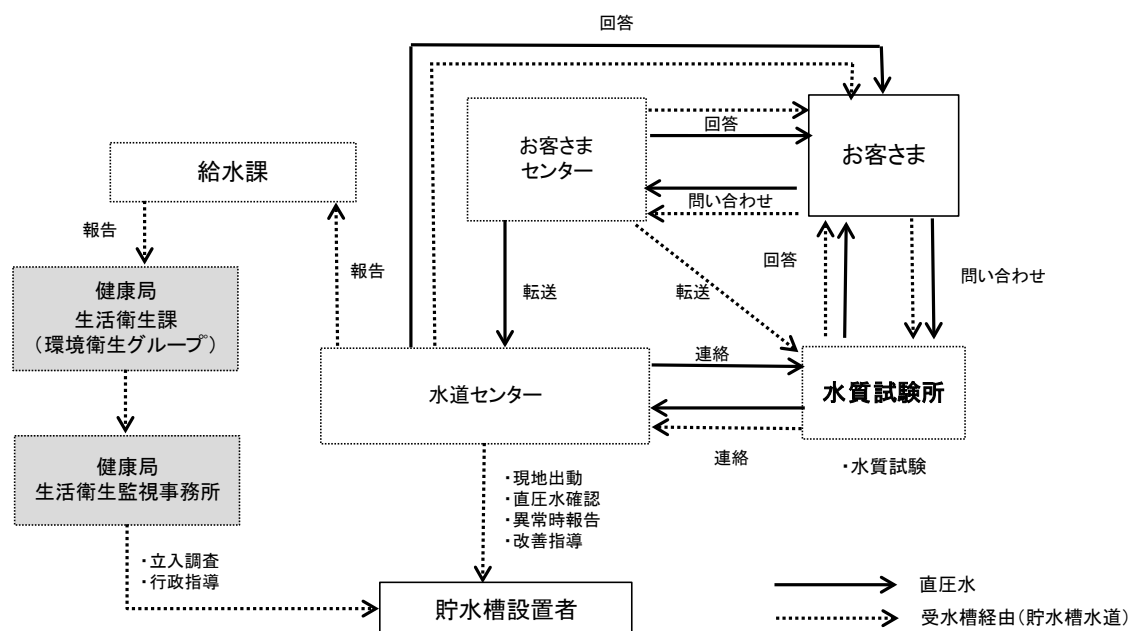 回答
お客さま
センター
回答
お客さま
問い合わせ
給水課
報告
健康局
生活衛生課
（環境衛生グループ）
報告
転送
転送
回答
問い合わせ
水道センター
連絡
水質試験所
連絡
・水質試験
健康局
生活衛生監視事務所
・現地出動
・直圧水確認
・異常時報告
・改善指導
・立入調査
・行政指導
貯水槽設置者
直圧水
受水槽経由（貯水槽水道）